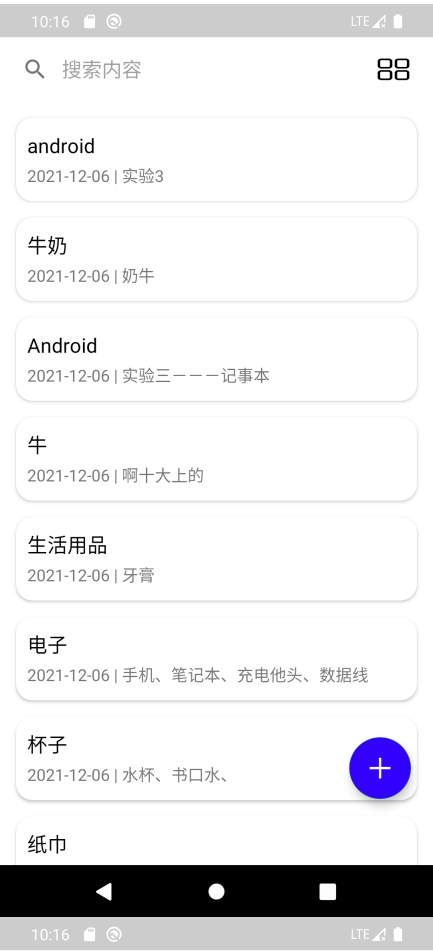 10:16 LTE
搜索内容
android
2021-12-06 | 实验3
牛奶
2021-12-06 | 奶牛
Android
2021-12-06 | 实验三一一一记事本
牛
2021-12-06 | 啊十大上的
生活用品
2021-12-06 | 牙膏
电子
2021-12-06 | 手机、笔记本、充电他头、数据线
杯子
2021-12-06 | 水杯、书口水、
纸巾
10:16 LTE